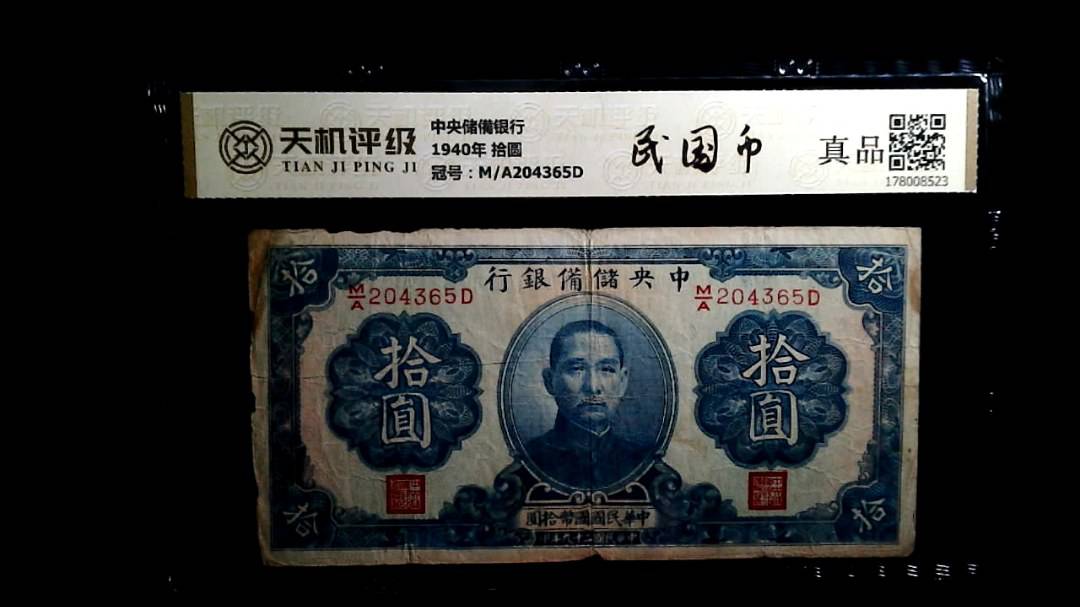 天机评级
TIAN JI PING JI
中央储備银行
1940年 拾圆
冠号：M/A204365D
民国币
真品
178008523
拾
拾
行銀備儲央中
M/A204365D
M/A204365D
拾圓
拾圓
圓拾幣國國民華中
拾
拾